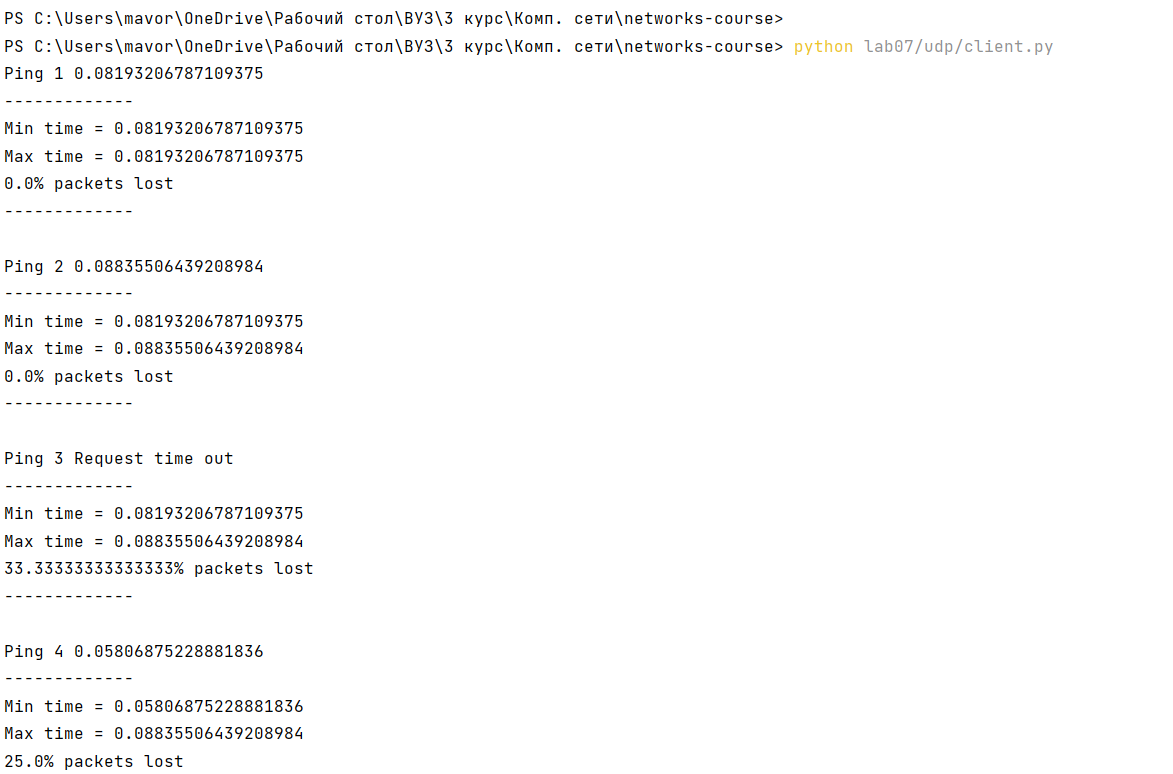 PS C:\Users\mavor\OneDrive\Рабочий стол\ВУЗ\3 курс\Комп. сети\networks-course>
PS C:\Users\mavor\OneDrive\Рабочий стол\ВУЗ\3 курс\Комп. сети\networks-course> python lab07/udp/client.py
Ping 1 0.08193206787109375
-------------
Min time = 0.08193206787109375
Max time = 0.08193206787109375
0.0% packets lost
-------------
Ping 2 0.08835506439208984
-------------
Min time = 0.08193206787109375
Max time = 0.08835506439208984
0.0% packets lost
-------------
Ping 3 Request time out
-------------
Min time = 0.08193206787109375
Max time = 0.08835506439208984
33.33333333333333% packets lost
-------------
Ping 4 0.05806875228881836
-------------
Min time = 0.05806875228881836
Max time = 0.08835506439208984
25.0% packets lost